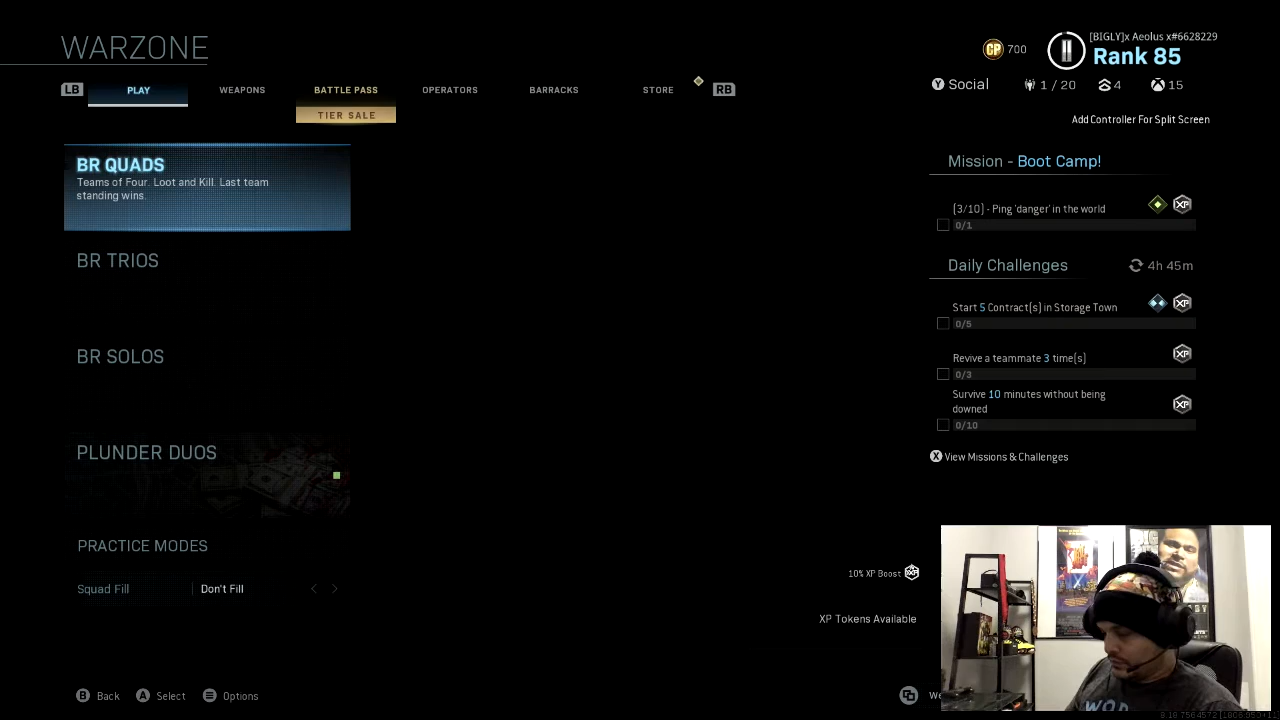 WARZONE
LB
PLAY
WEAPONS
BATTLE PASS
OPERATORS
BARRACKS
STORE
RB
TIER SALE
CP 700
[BIGLY]x Aeolus x#6628229
Rank 85
Y Social
1 / 20
4
15
Add Controller For Split Screen
BR QUADS
Teams of Four. Loot and Kill. Last team
standing wins.
BR TRIOS
BR SOLOS
PLUNDER DUOS
PRACTICE MODES
Squad Fill
Don't Fill
Mission - Boot Camp!
(3/10) - Ping 'danger' in the world
XP
0/1
Daily Challenges
4h 45m
Start 5 Contract(s) in Storage Town
XP
0/5
Revive a teammate 3 time(s)
XP
0/3
Survive 10 minutes without being
downed
XP
0/10
X View Missions & Challenges
10% XP Boost
XP Tokens Available
B Back
A Select
Options